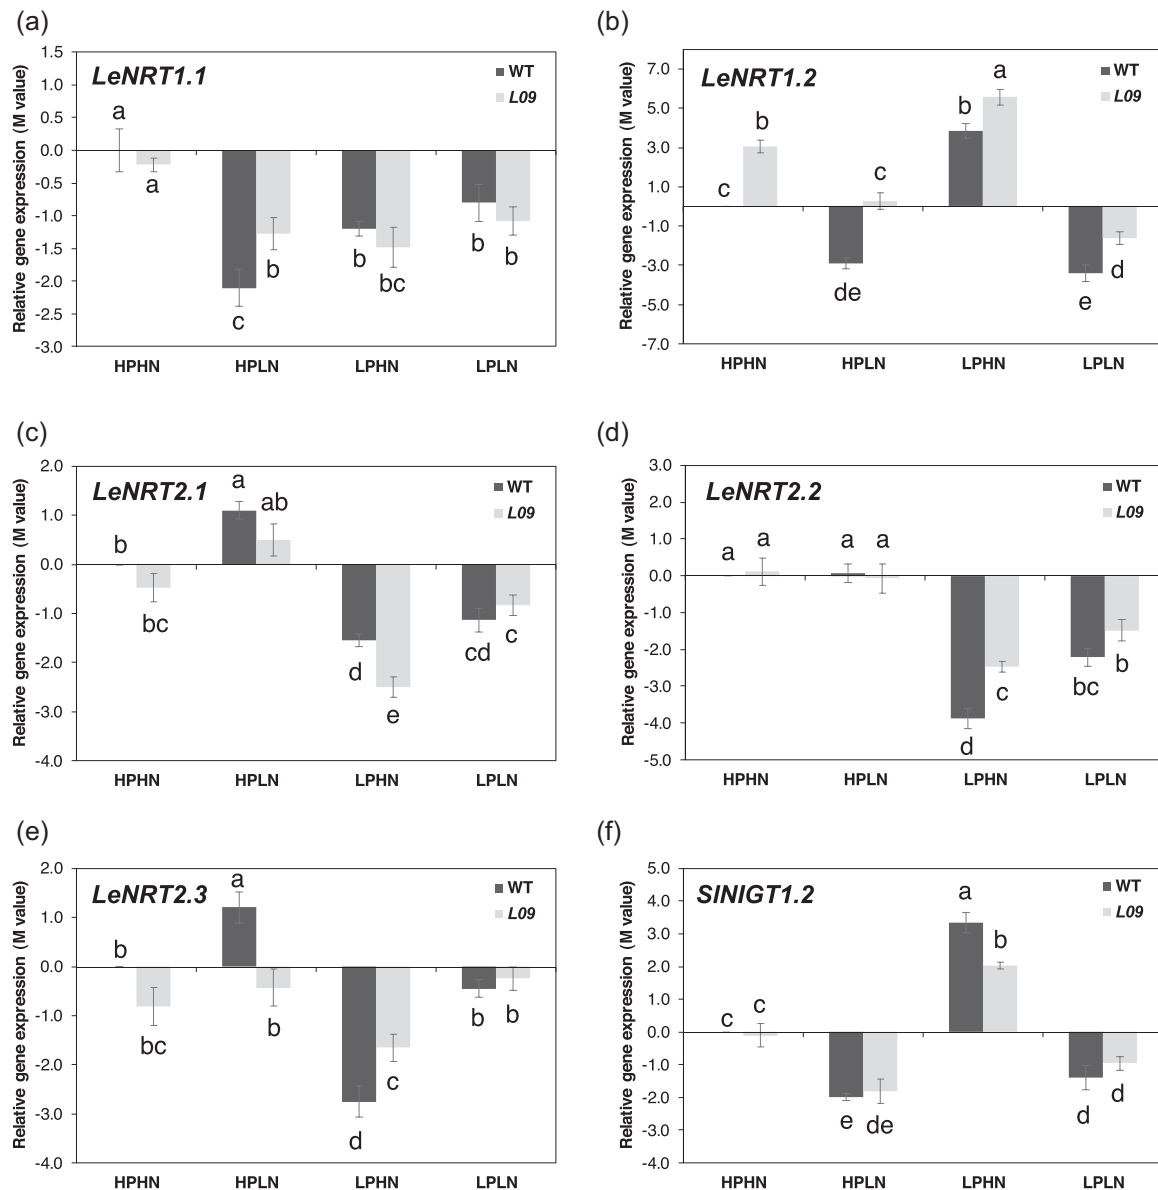 (a)
Relative gene expression (M value)
1.5
1.0
0.5
0.0
-0.5
-1.0
-1.5
-2.0
-2.5
-3.0
LeNRT1.1
WT
L09
a
a
c
b
b
bc
b
b
HPHN HPLN LPHN LPLN
(b)
Relative gene expression (M value)
7.0
5.0
3.0
1.0
-1.0
-3.0
-5.0
-7.0
LeNRT1.2
WT
L09
c
b
de
c
b
a
e
d
HPHN HPLN LPHN LPLN
(c)
Relative gene expression (M value)
2.0
1.0
0.0
-1.0
-2.0
-3.0
-4.0
LeNRT2.1
WT
L09
b
bc
a
ab
d
e
cd
c
HPHN HPLN LPHN LPLN
(d)
Relative gene expression (M value)
3.0
2.0
1.0
0.0
-1.0
-2.0
-3.0
-4.0
-5.0
LeNRT2.2
WT
L09
a
a
a
a
d
c
bc
b
HPHN HPLN LPHN LPLN
(e)
Relative gene expression (M value)
2.0
1.0
0.0
-1.0
-2.0
-3.0
-4.0
LeNRT2.3
WT
L09
b
bc
a
b
d
c
b
b
HPHN HPLN LPHN LPLN
(f)
Relative gene expression (M value)
5.0
4.0
3.0
2.0
1.0
0.0
-1.0
-2.0
-3.0
-4.0
SlNIGT1.2
WT
L09
c
c
e
de
a
b
d
d
HPHN HPLN LPHN LPLN